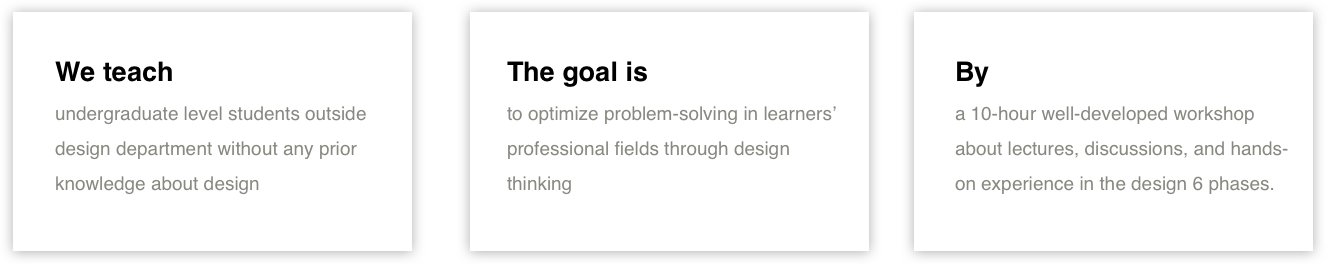 We teach
undergraduate level students outside
design department without any prior
knowledge about design
The goal is
to optimize problem-solving in learners’
professional fields through design
thinking
By
a 10-hour well-developed workshop
about lectures, discussions, and hands-
on experience in the design 6 phases.